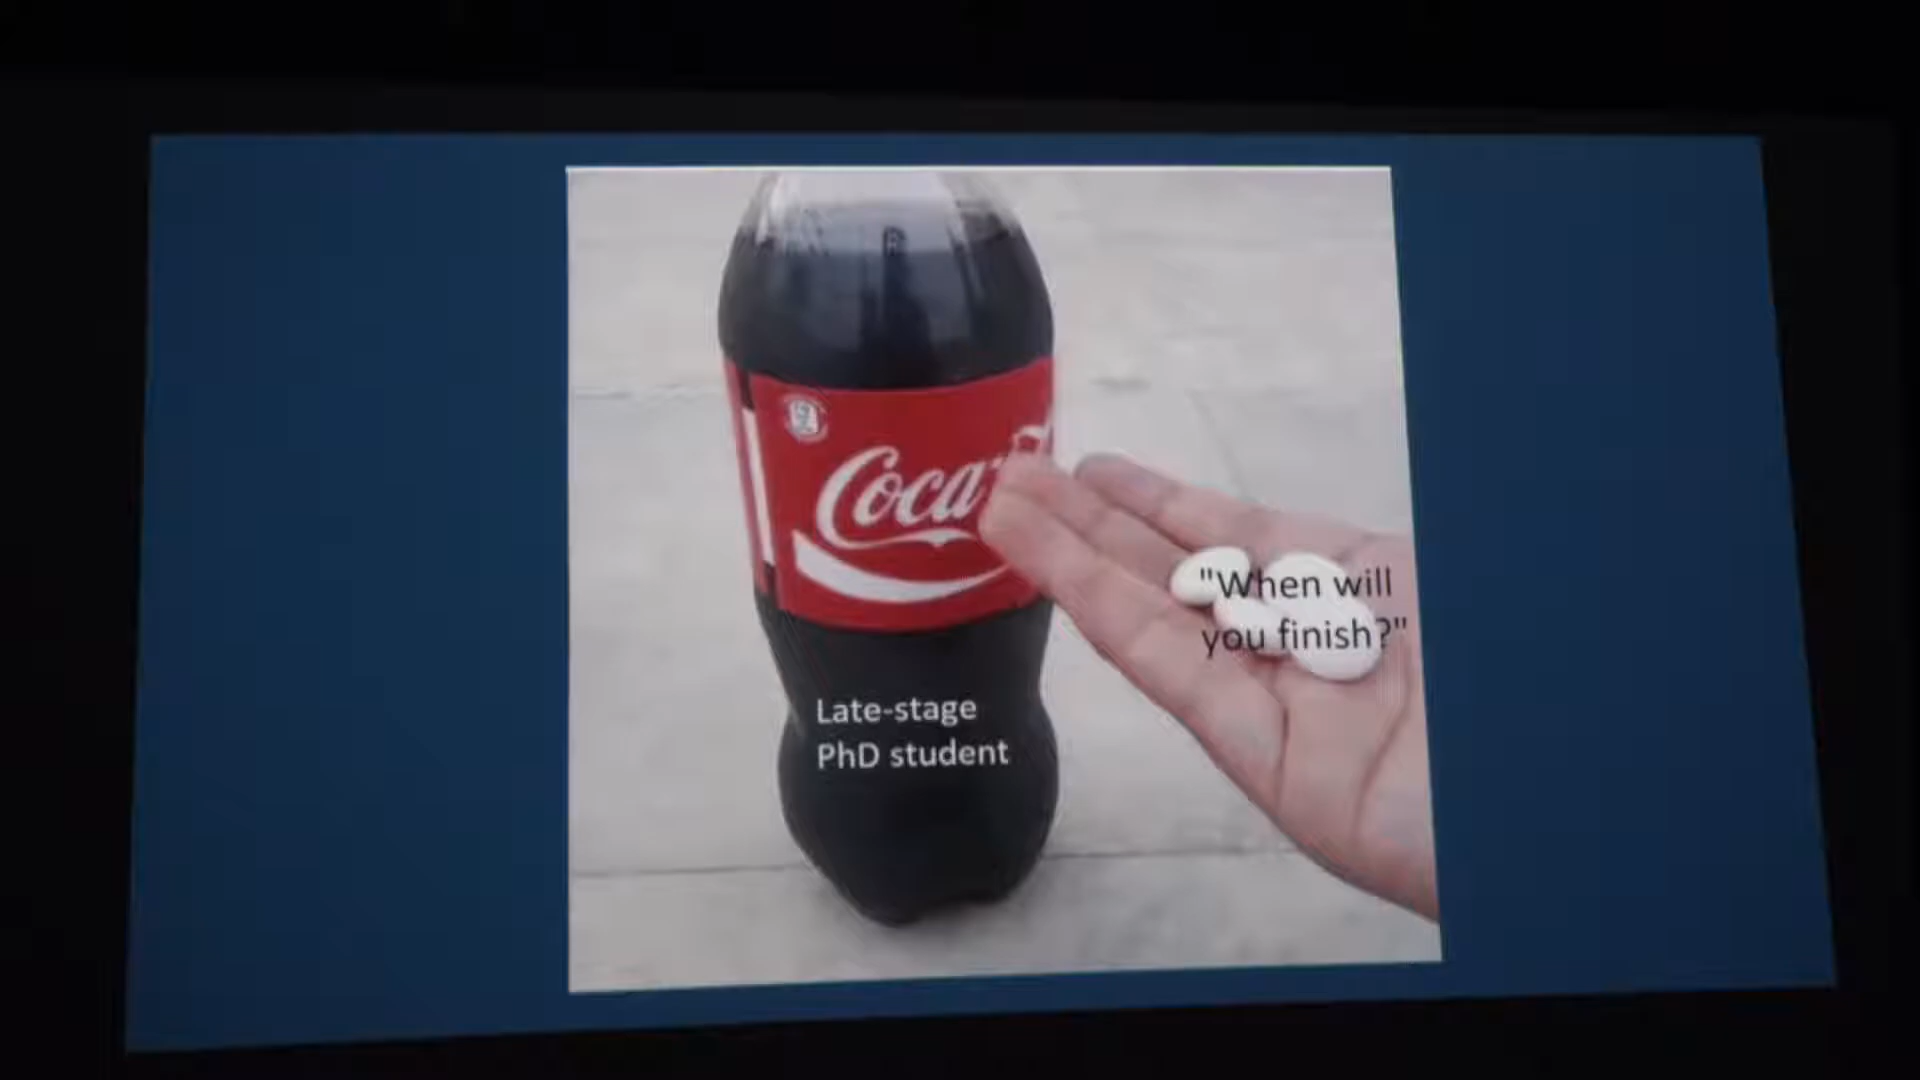 Coca
"When will
you finish?"
Late-stage
PhD student